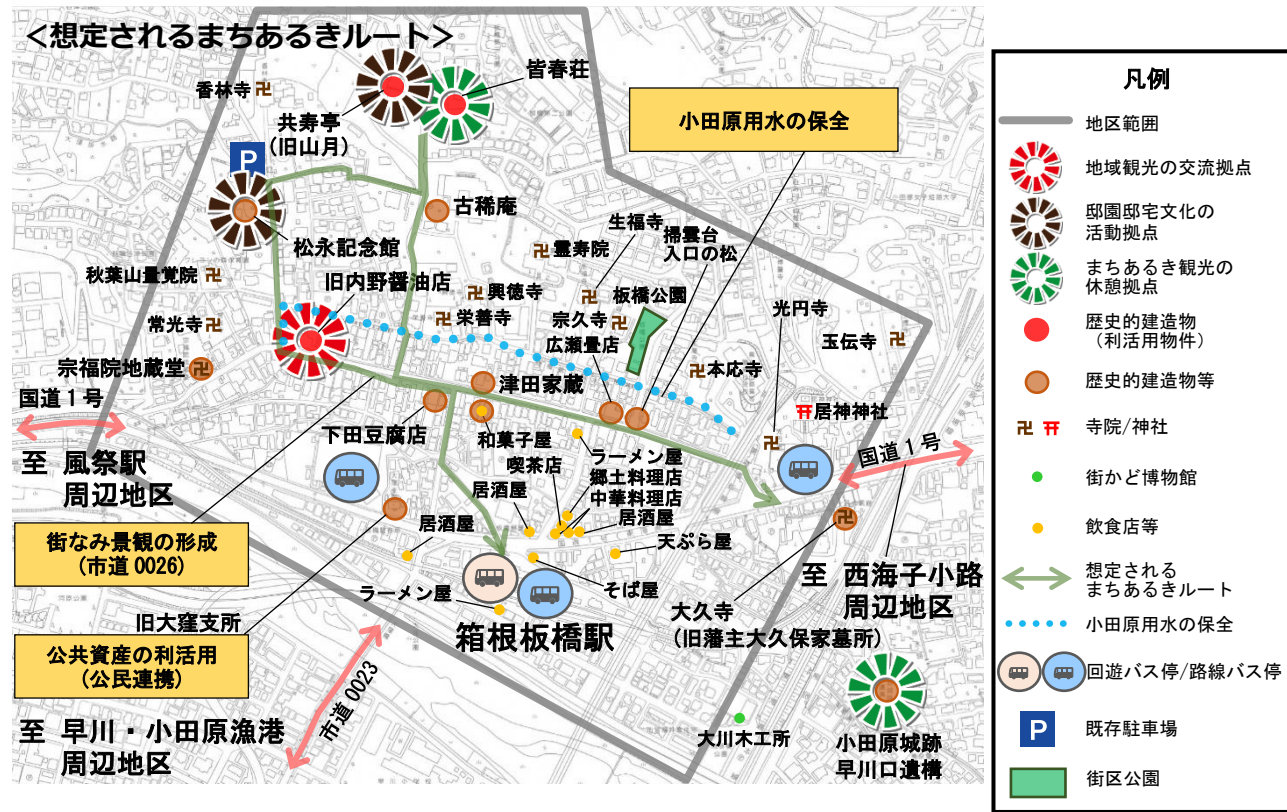 ＜想定されるまちあるきルート＞
香林寺
皆春荘
共寿亭
(旧山月)
小田原用水の保全
P
古稀庵
松永記念館
生福寺
掃雲台
入口の松
霊寿院
秋葉山量覚院
旧内野醤油店
興徳寺
板橋公園
光円寺
常光寺
栄善寺
宗久寺
広瀬畳店
玉伝寺
宗福院地蔵堂
津田家蔵
本応寺
国道１号
居神神社
下田豆腐店
和菓子屋
喫茶店
ラーメン屋
郷土料理店
中華料理店
国道１号
至 風祭駅
周辺地区
居酒屋
居酒屋
居酒屋
天ぷら屋
街なみ景観の形成
(市道 0026)
至 西海子小路
周辺地区
そば屋
ラーメン屋
旧大窪支所
箱根板橋駅
大久寺
(旧藩主大久保家墓所)
公共資産の利活用
(公民連携)
市道 0023
至 早川・小田原漁港
周辺地区
大川木工所
小田原城跡
早川口遺構
凡例
地区範囲
地域観光の交流拠点
邸園邸宅文化の
活動拠点
まちあるき観光の
休憩拠点
歴史的建造物
（利活用物件）
歴史的建造物等
寺院/神社
街かど博物館
飲食店等
想定される
まちあるきルート
小田原用水の保全
回遊バス停/路線バス停
P
既存駐車場
街区公園